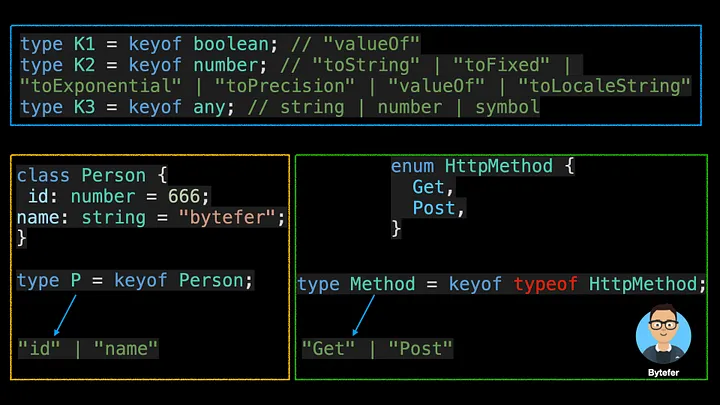 type K1 = keyof boolean; // "valueOf"
type K2 = keyof number; // "toString" | "toFixed" |
"toExponential" | "toPrecision" | "valueOf" | "toLocaleString"
type K3 = keyof any; // string | number | symbol
class Person {
id: number = 666;
name: string = "bytefer";
}
type P = keyof Person;
"id" | "name"
enum HttpMethod {
Get,
Post,
}
type Method = keyof typeof HttpMethod;
"Get" | "Post"
Bytefer